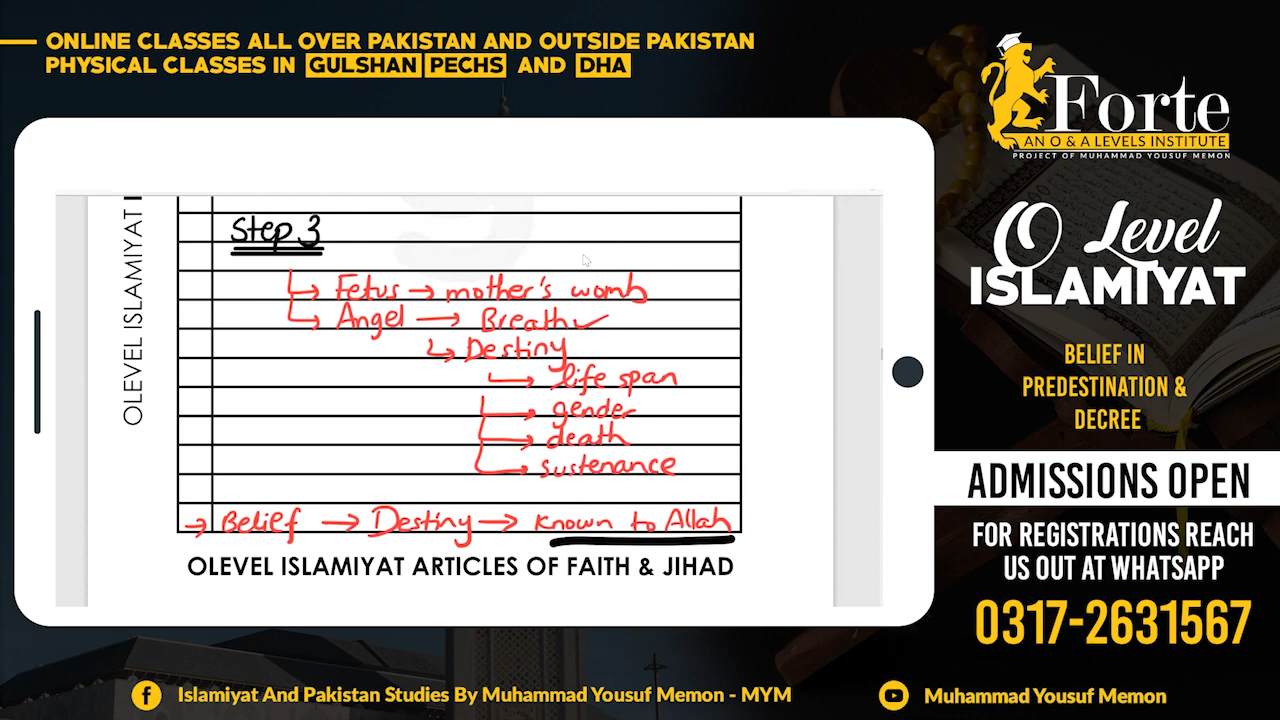 ONLINE CLASSES ALL OVER PAKISTAN AND OUTSIDE PAKISTAN
PHYSICAL CLASSES IN GULSHAN PECHS AND DHA
Forte
AN O & A LEVELS INSTITUTE
PROJECT OF MUHAMMAD YOUSUF MEMON
OLEVEL ISLAMIYAT
Step 3
↳ Fetus → mother's womb
↳ Angel → Breath ✓
↳ Destiny
→ life span
→ gender
→ death
→ sustenance
→ Belief → Destiny → known to Allah
OLEVEL ISLAMIYAT ARTICLES OF FAITH & JIHAD
O Level
ISLAMIYAT
BELIEF IN
PREDESTINATION &
DECREE
ADMISSIONS OPEN
FOR REGISTRATIONS REACH
US OUT AT WHATSAPP
0317-2631567
Islamiyat And Pakistan Studies By Muhammad Yousuf Memon - MYM
Muhammad Yousuf Memon